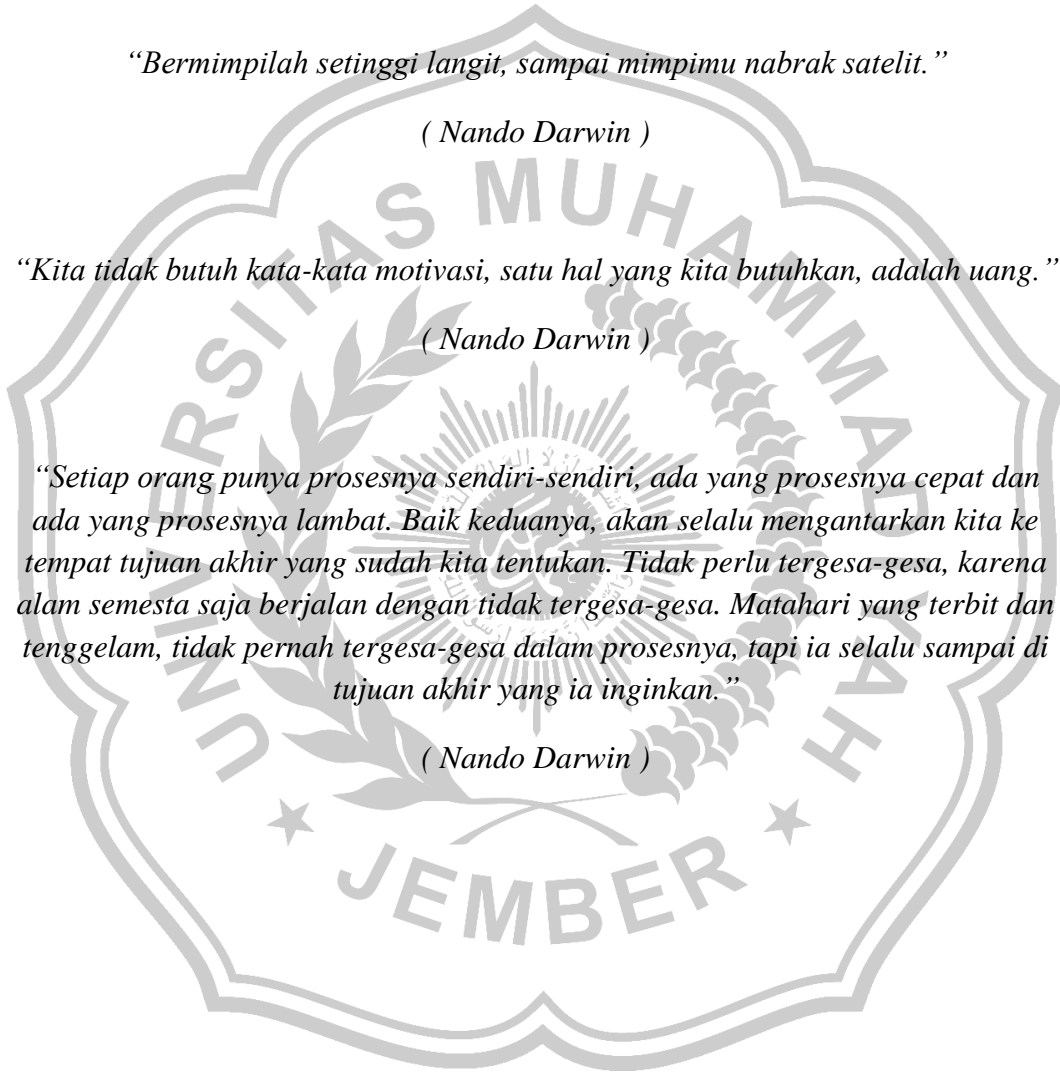 “Bermimpilah setinggi langit, sampai mimpimu nabrak satelit.”
( Nando Darwin )
“Kita tidak butuh kata-kata motivasi, satu hal yang kita butuhkan, adalah uang.”
( Nando Darwin )
“Setiap orang punya prosesnya sendiri-sendiri, ada yang prosesnya cepat dan
ada yang prosesnya lambat. Baik keduanya, akan selalu mengantarkan kita ke
tempat tujuan akhir yang sudah kita tentukan. Tidak perlu tergesa-gesa, karena
alam semesta saja berjalan dengan tidak tergesa-gesa. Matahari yang terbit dan
tenggelam, tidak pernah tergesa-gesa dalam prosesnya, tapi ia selalu sampai di
tujuan akhir yang ia inginkan.”
( Nando Darwin )
UNIVERSITAS MUHAMMADIYAH
JEMBER